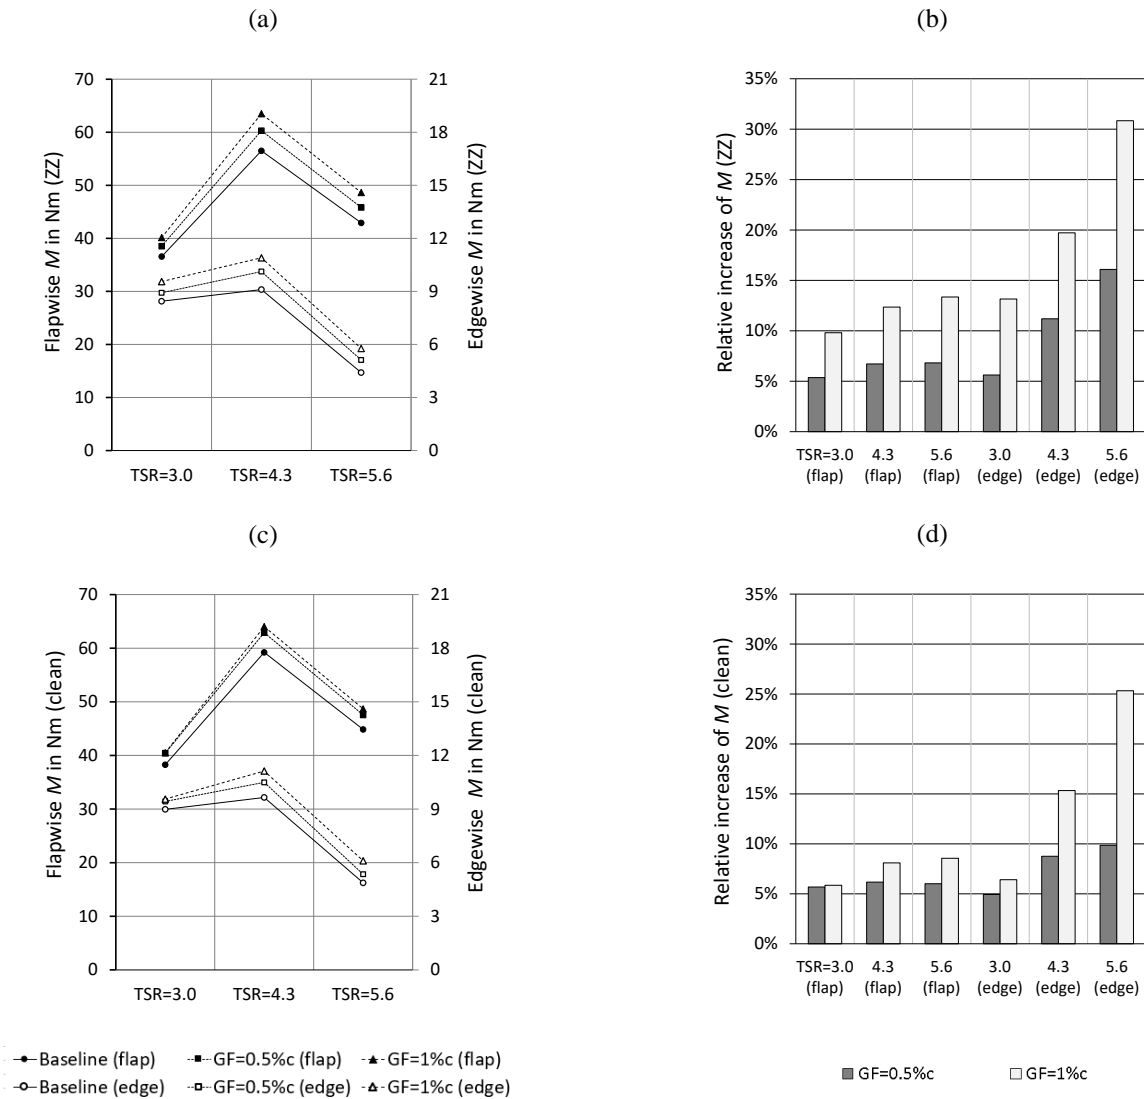 (a)
70
60
50
40
30
20
10
0
Flapwise M in Nm (ZZ)
21
18
15
12
9
6
3
0
Edgewise M in Nm (ZZ)
TSR=3.0 TSR=4.3 TSR=5.6
(b)
35%
30%
25%
20%
15%
10%
5%
0%
Relative increase of M (ZZ)
TSR=3.0 4.3 5.6 3.0 4.3 5.6
(flap) (flap) (flap) (edge) (edge) (edge)
(c)
70
60
50
40
30
20
10
0
Flapwise M in Nm (clean)
21
18
15
12
9
6
3
0
Edgewise M in Nm (clean)
TSR=3.0 TSR=4.3 TSR=5.6
(d)
35%
30%
25%
20%
15%
10%
5%
0%
Relative increase of M (clean)
TSR=3.0 4.3 5.6 3.0 4.3 5.6
(flap) (flap) (flap) (edge) (edge) (edge)
Baseline (flap) GF=0.5%c (flap) GF=1%c (flap)
Baseline (edge) GF=0.5%c (edge) GF=1%c (edge)
GF=0.5%c GF=1%c